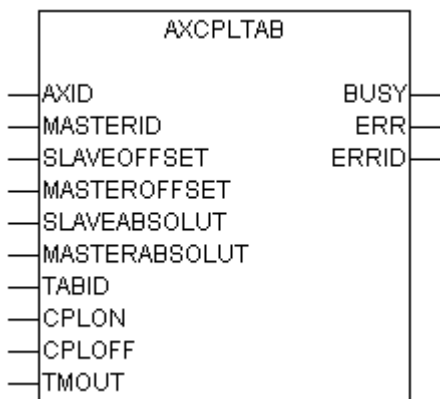 AXCPLTAB
AXID BUSY
MASTERID ERR
SLAVEOFFSET ERRID
MASTEROFFSET
SLAVEABSOLUT
MASTERABSOLUT
TABID
CPLON
CPLOFF
TMOUT